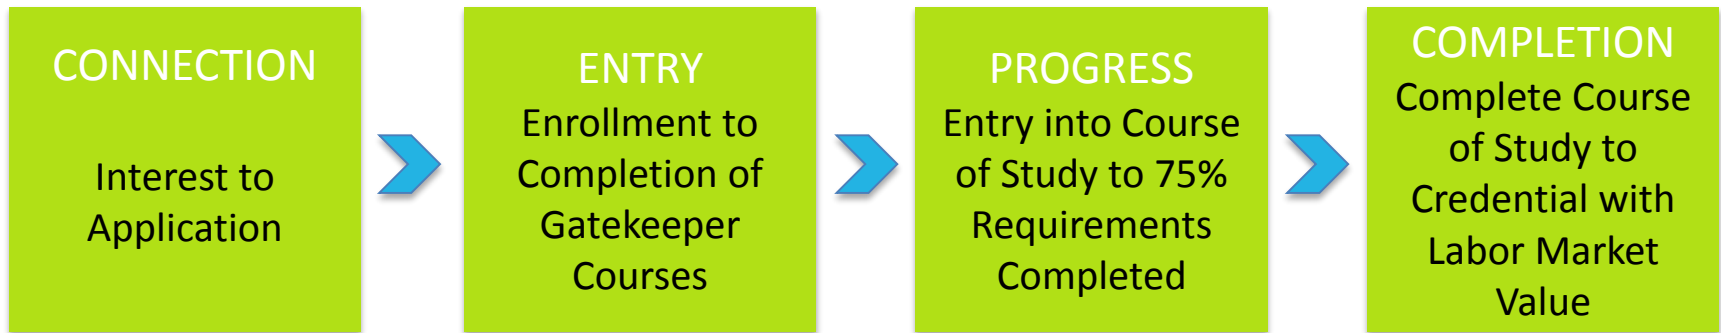 CONNECTION
Interest to
Application
ENTRY
Enrollment to
Completion of
Gatekeeper
Courses
PROGRESS
Entry into Course
of Study to 75%
Requirements
Completed
COMPLETION
Complete Course
of Study to
Credential with
Labor Market
Value